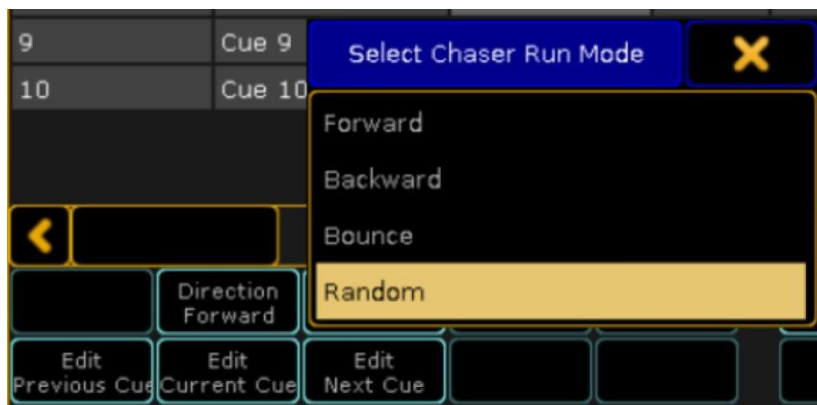 9
Cue 9
10
Cue 10
Select Chaser Run Mode
Forward
Backward
Bounce
Random
Direction
Forward
Edit
Previous Cue
Edit
Current Cue
Edit
Next Cue